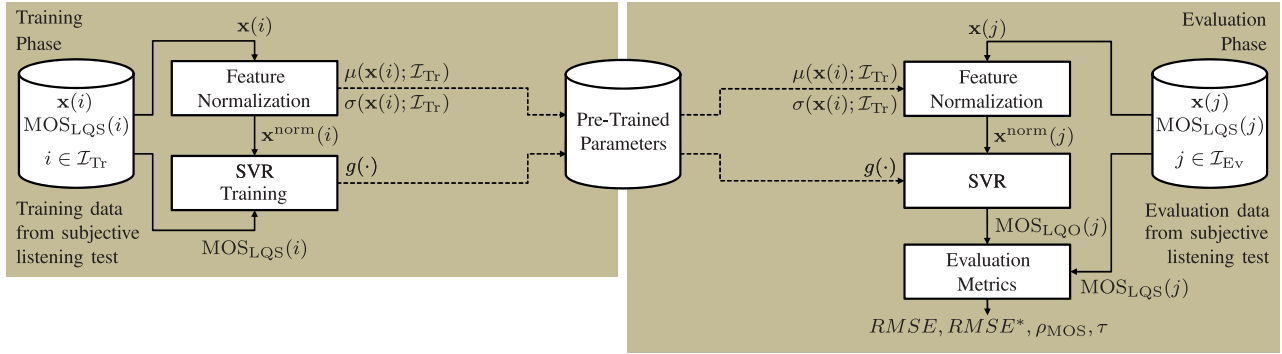 Training
Phase
x(i)
x(i)
MOS_LQS(i)
i ∈ I_Tr
Training data
from subjective
listening test
Feature
Normalization
x^norm(i)
SVR
Training
MOS_LQS(i)
μ(x(i); I_Tr)
σ(x(i); I_Tr)
g(·)
Pre-Trained
Parameters
μ(x(i); I_Tr)
σ(x(i); I_Tr)
g(·)
Evaluation
Phase
x(j)
Feature
Normalization
x^norm(j)
SVR
MOS_LQO(j)
Evaluation
Metrics
RMSE, RMSE*, ρ_MOS, τ
x(j)
MOS_LQS(j)
j ∈ I_Ev
Evaluation data
from subjective
listening test
MOS_LQS(j)